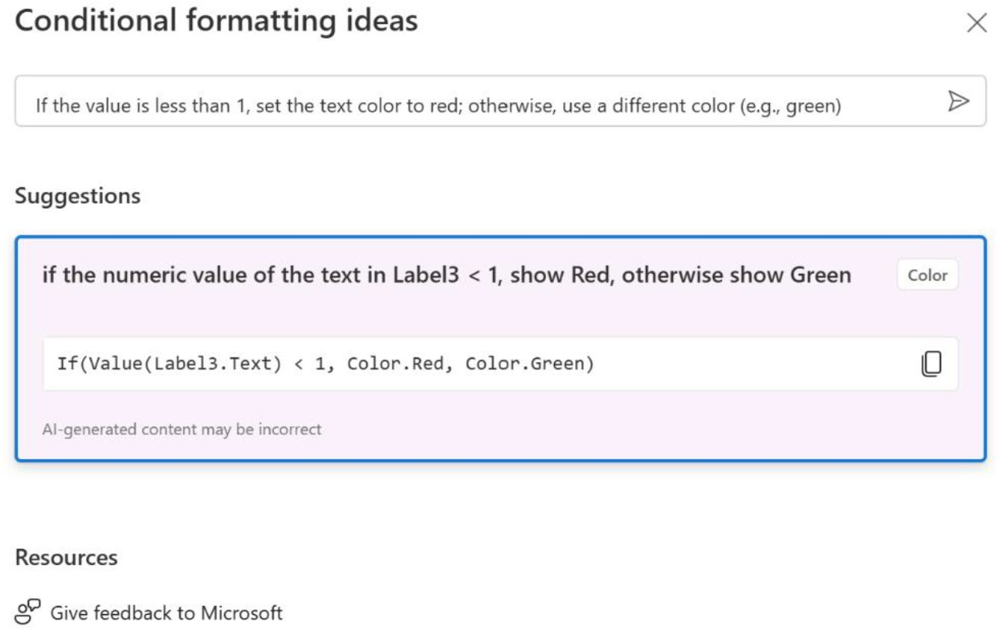 Conditional formatting ideas
If the value is less than 1, set the text color to red; otherwise, use a different color (e.g., green)
Suggestions
if the numeric value of the text in Label3 < 1, show Red, otherwise show Green
Color
If(Value(Label3.Text) < 1, Color.Red, Color.Green)
AI-generated content may be incorrect
Resources
Give feedback to Microsoft